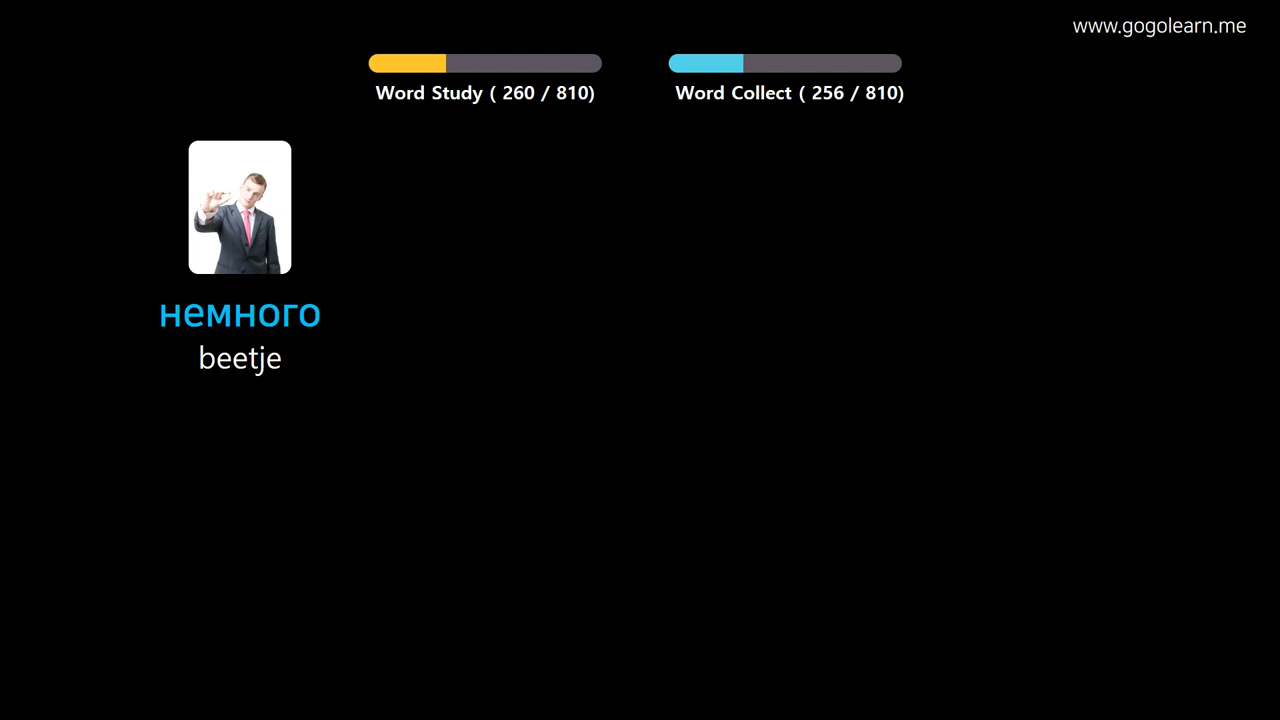 www.gogolearn.me
Word Study ( 260 / 810)
Word Collect ( 256 / 810)
немного
beetje